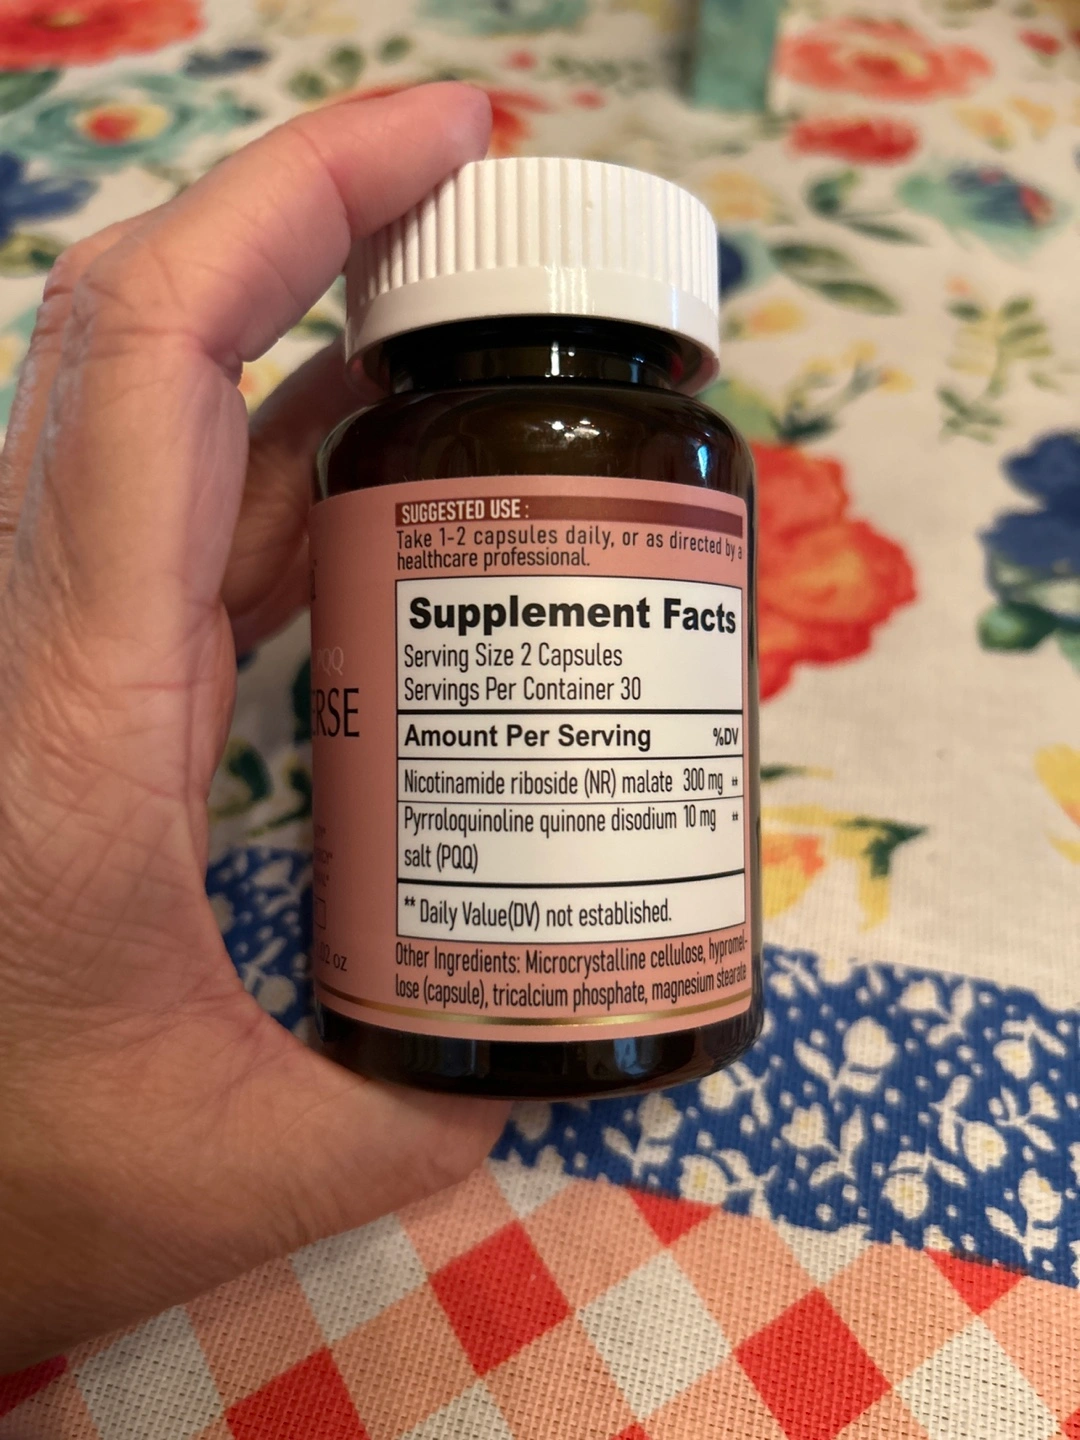 SUGGESTED USE :
Take 1-2 capsules daily, or as directed by a
healthcare professional.
Supplement Facts
Serving Size 2 Capsules
Servings Per Container 30
Amount Per Serving %DV
Nicotinamide riboside (NR) malate 300 mg **
Pyrroloquinoline quinone disodium 10 mg **
salt (PQQ)
** Daily Value(DV) not established.
Other Ingredients: Microcrystalline cellulose, hypromel-
lose (capsule), tricalcium phosphate, magnesium stearate
PQQ
ERSE
.02 oz